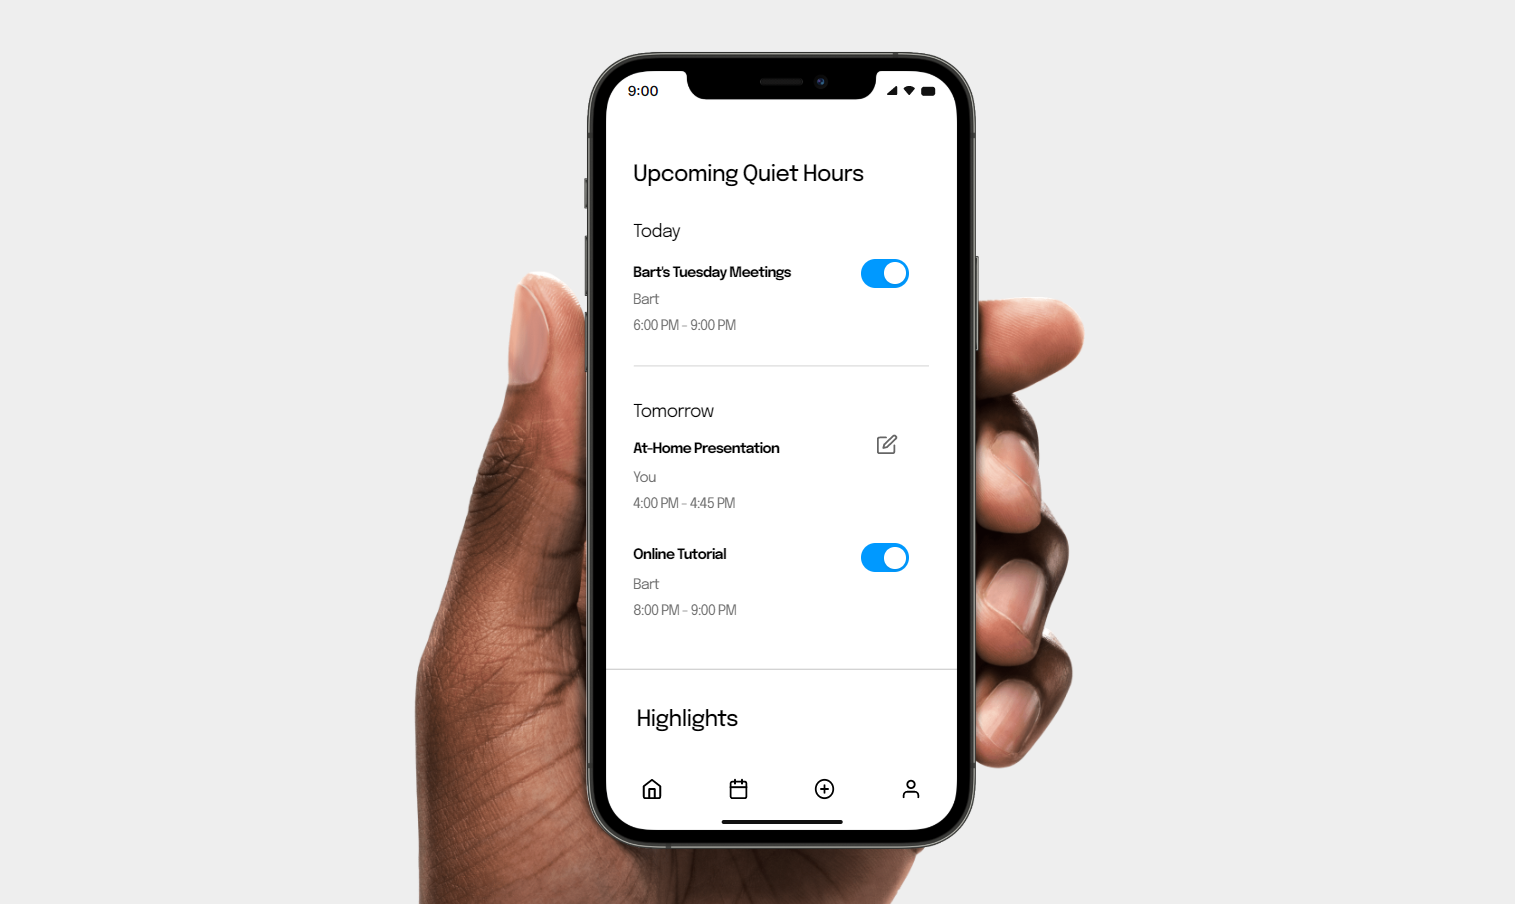 9:00
Upcoming Quiet Hours
Today
Bart's Tuesday Meetings
Bart
6:00 PM - 9:00 PM
Tomorrow
At-Home Presentation
You
4:00 PM - 4:45 PM
Online Tutorial
Bart
8:00 PM - 9:00 PM
Highlights